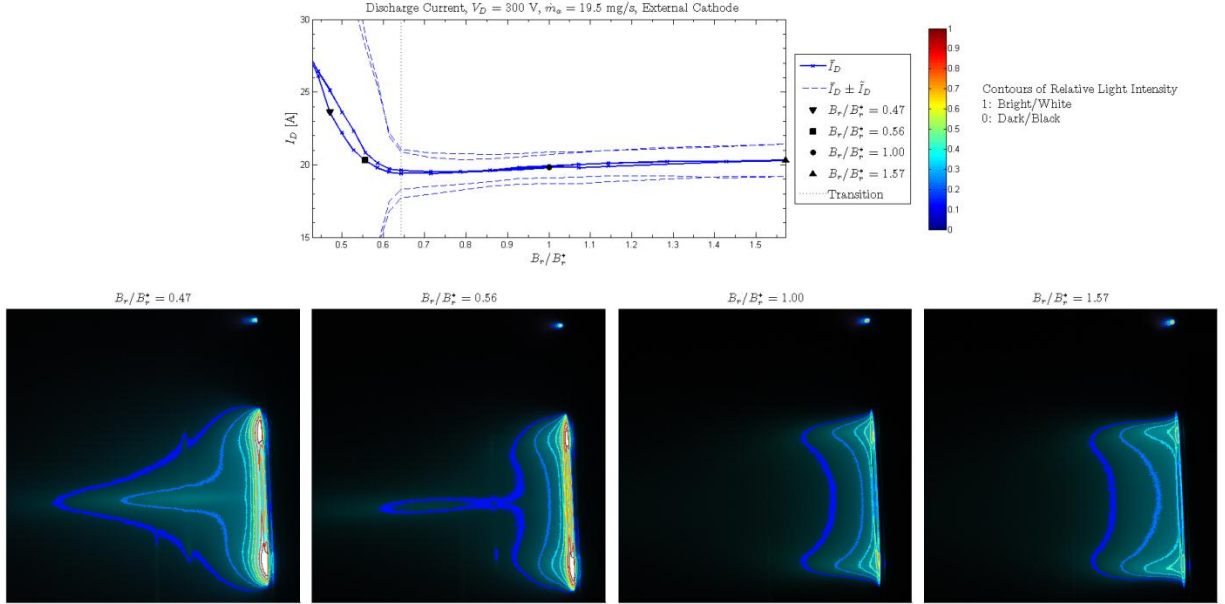 Discharge Current, V_D = 300 V, ṁ_a = 19.5 mg/s, External Cathode
30
25
20
15
I_D [A]
0.5 0.6 0.7 0.8 0.9 1 1.1 1.2 1.3 1.4 1.5
B_r/B_r*
Ī_D
Ī_D ± Ĩ_D
B_r/B_r* = 0.47
B_r/B_r* = 0.56
B_r/B_r* = 1.00
B_r/B_r* = 1.57
Transition
1
0.9
0.8
0.7
0.6
0.5
0.4
0.3
0.2
0.1
0
Contours of Relative Light Intensity
1: Bright/White
0: Dark/Black
B_r/B_r* = 0.47
B_r/B_r* = 0.56
B_r/B_r* = 1.00
B_r/B_r* = 1.57